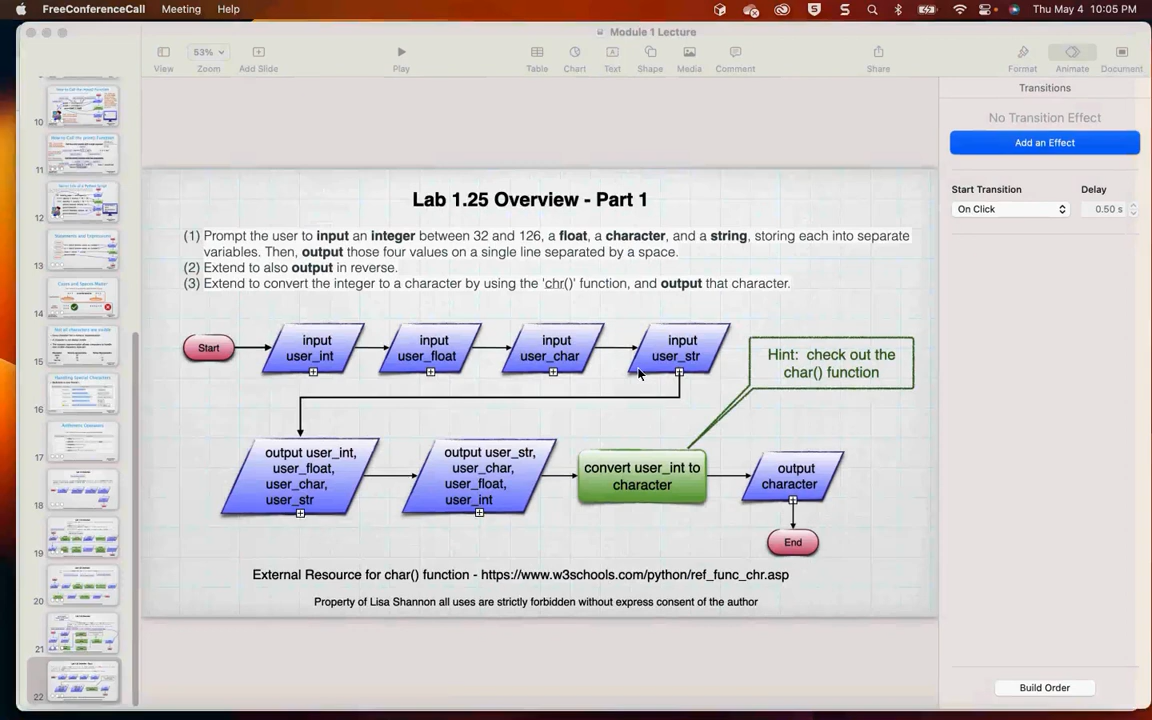 FreeConferenceCall Meeting Help Thu May 4 10:05 PM
Module 1 Lecture
53%
View Zoom Add Slide Play Table Chart Text Shape Media Comment Share Format Animate Document
Transitions
No Transition Effect
Add an Effect
Start Transition Delay
On Click 0.50 s
Build Order
10
11
12
13
14
15
16
17
18
19
20
21
22
Lab 1.25 Overview - Part 1
(1) Prompt the user to input an integer between 32 and 126, a float, a character, and a string, storing each into separate
variables. Then, output those four values on a single line separated by a space.
(2) Extend to also output in reverse.
(3) Extend to convert the integer to a character by using the 'chr()' function, and output that character.
Start
input
user_int
input
user_float
input
user_char
input
user_str
Hint: check out the
char() function
output user_int,
user_float,
user_char,
user_str
output user_str,
user_char,
user_float,
user_int
convert user_int to
character
output
character
End
External Resource for char() function - https://www.w3schools.com/python/ref_func_chr.asp
Property of Lisa Shannon all uses are strictly forbidden without express consent of the author